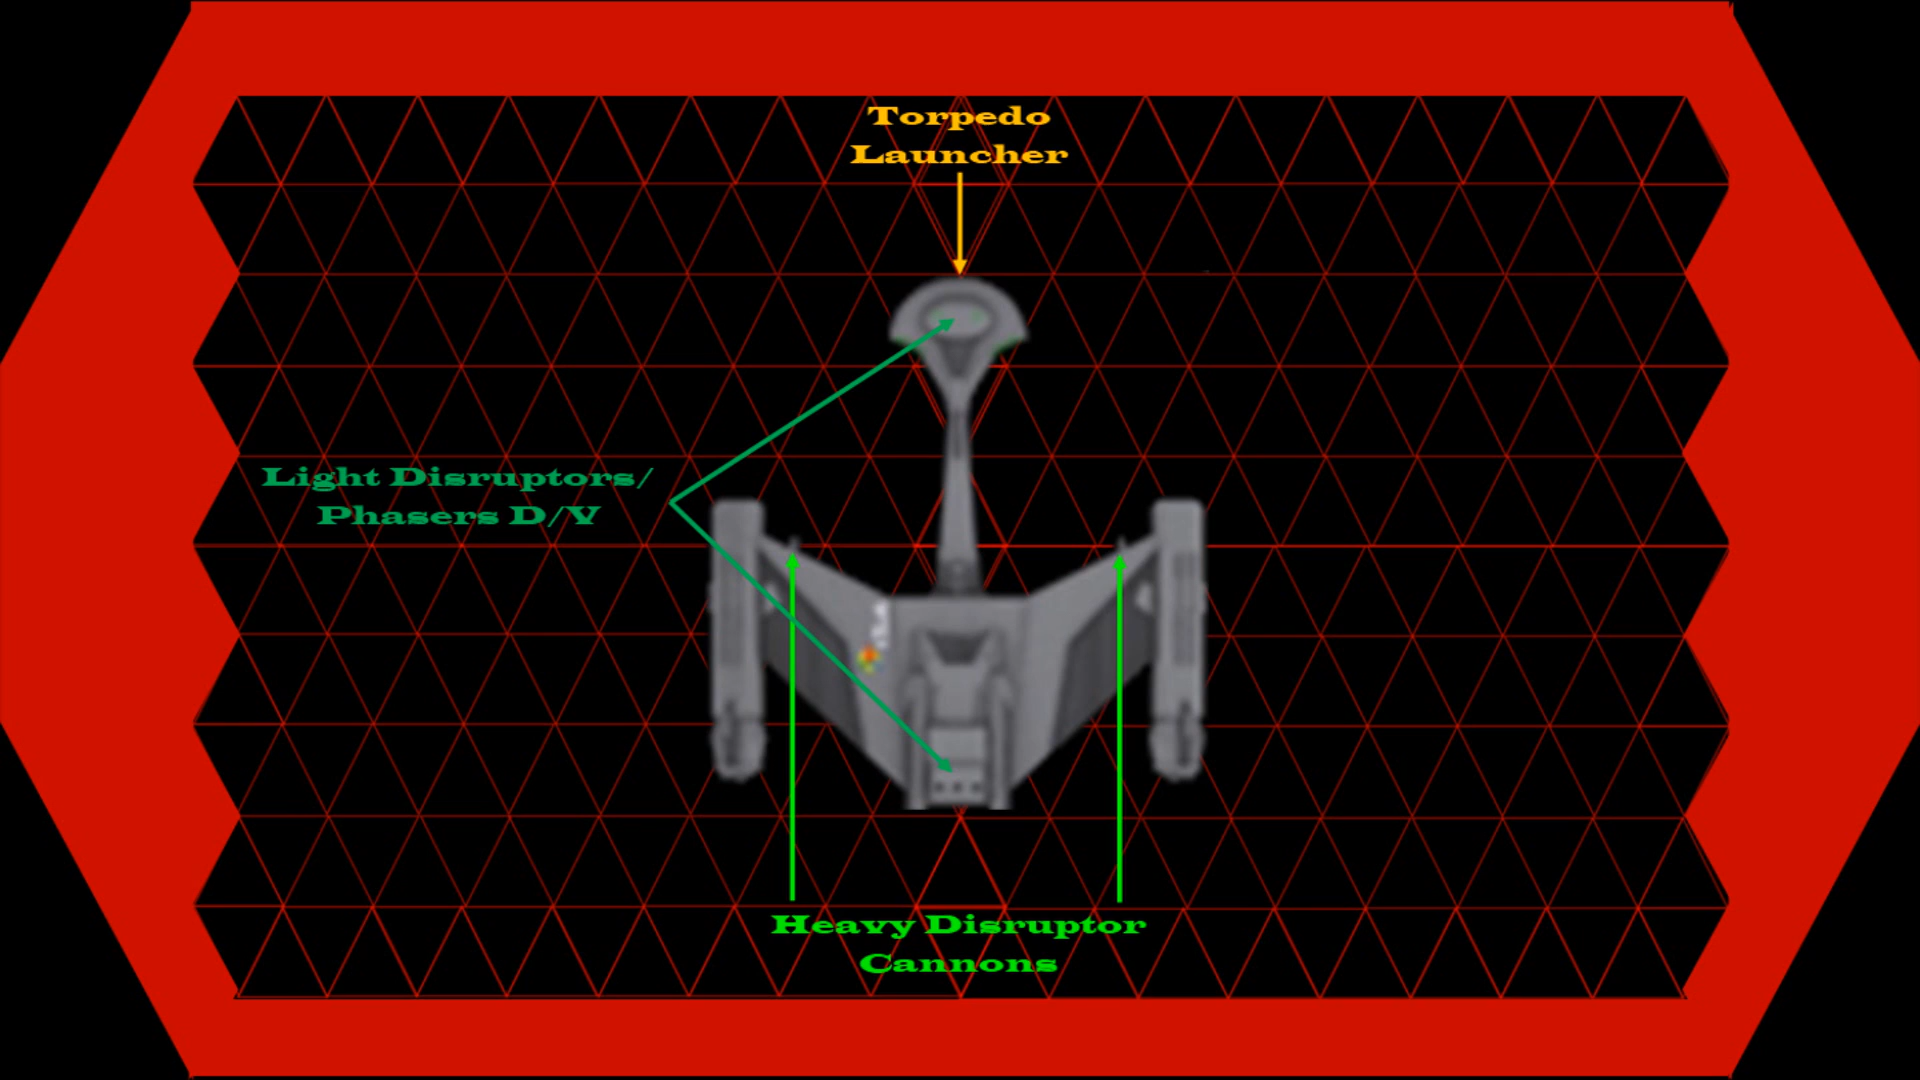 Torpedo
Launcher
Light Disruptors/
Phasers D/V
Heavy Disruptor
Cannons